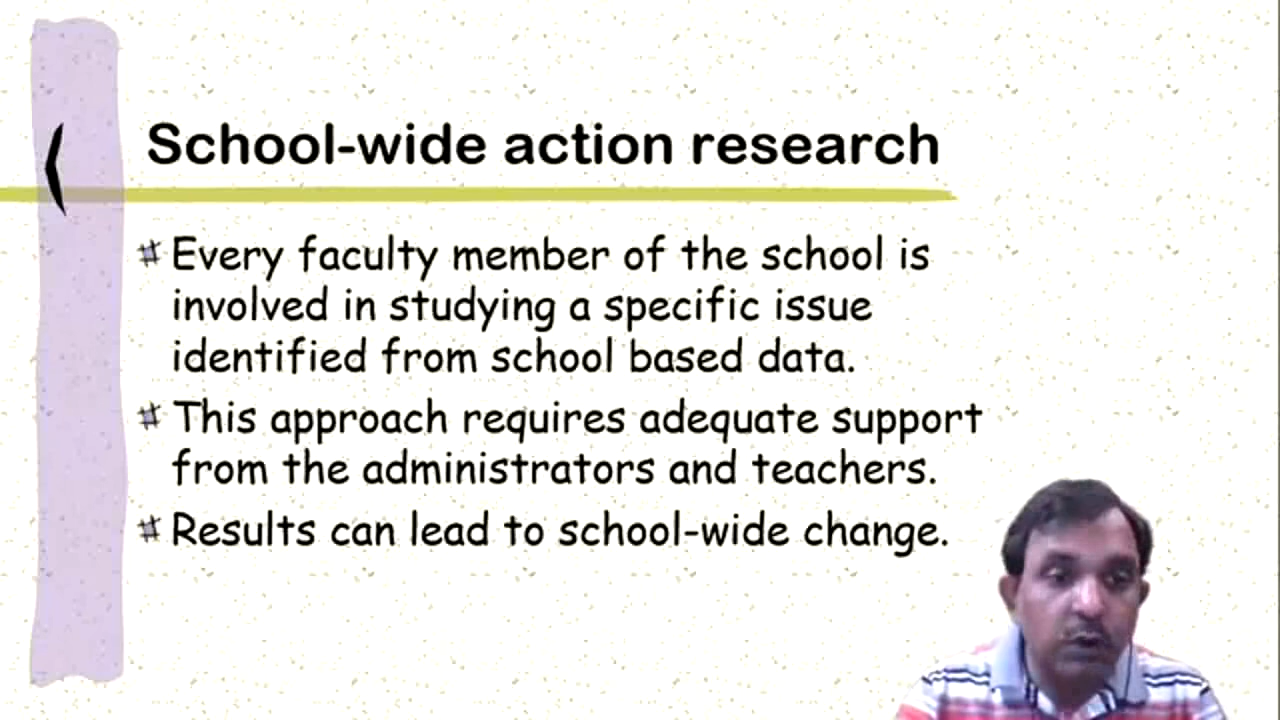 School-wide action research
Every faculty member of the school is
involved in studying a specific issue
identified from school based data.
This approach requires adequate support
from the administrators and teachers.
Results can lead to school-wide change.